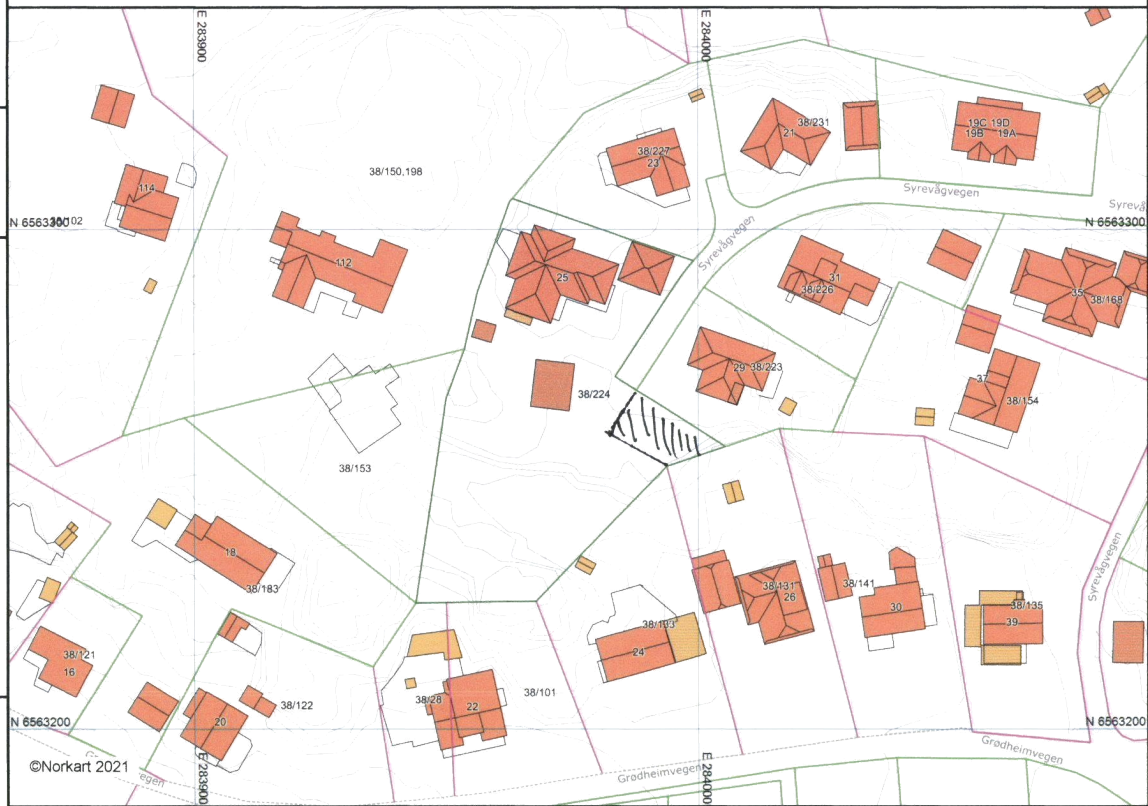 E 283900
E 284000
19C 19D
19B 19A
38/231
21
38/227
23
38/150,198
114
Syrevågvegen
Syrevå
N 6563300
102
N 6563300
Syrevågvegen
112
25
31
38/226
35
38/168
29 38/223
37
38/154
38/224
38/153
18
38/183
38/131
26
38/141
30
38/135
39
Syrevågvegen
38/121
16
24
38/101
38/28
22
38/122
20
N 6563200
N 6563200
©Norkart 2021
egen
E 283900
Grødheimvegen
E 284000
Grødheimvegen